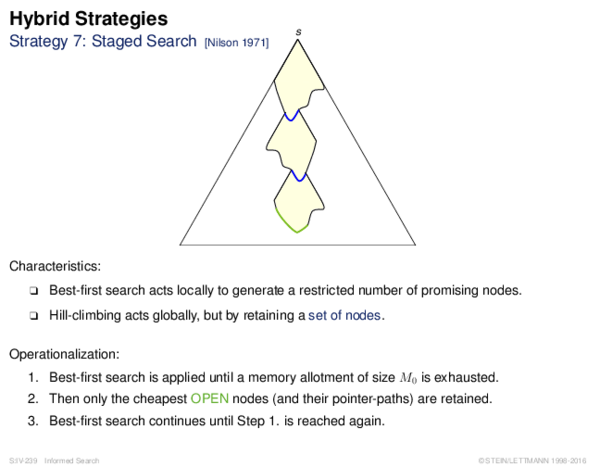 Hybrid Strategies
Strategy 7: Staged Search [Nilson 1971]
s
Characteristics:
❑ Best-first search acts locally to generate a restricted number of promising nodes.
❑ Hill-climbing acts globally, but by retaining a set of nodes.
Operationalization:
1. Best-first search is applied until a memory allotment of size M₀ is exhausted.
2. Then only the cheapest OPEN nodes (and their pointer-paths) are retained.
3. Best-first search continues until Step 1. is reached again.
S:IV-239 Informed Search ©STEIN/LETTMANN 1998-2016